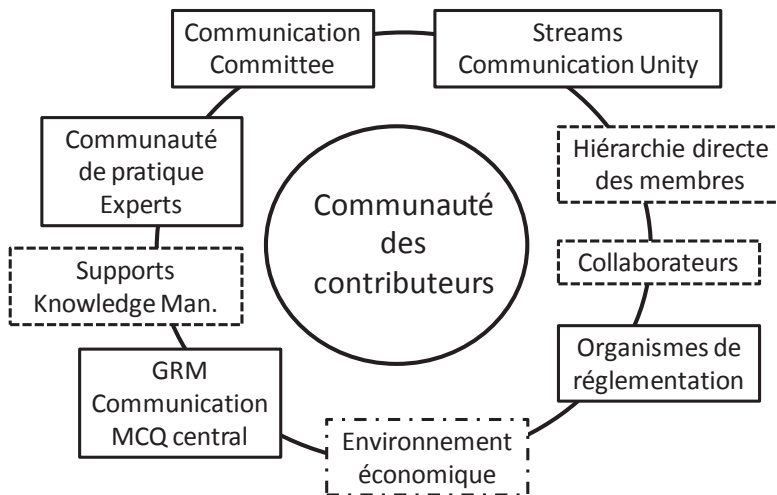 Communication
Committee
Streams
Communication Unity
Communauté
de pratique
Experts
Hiérarchie directe
des membres
Communauté
des
contributeurs
Supports
Knowledge Man.
Collaborateurs
GRM
Communication
MCQ central
Organismes de
réglementation
Environnement
économique